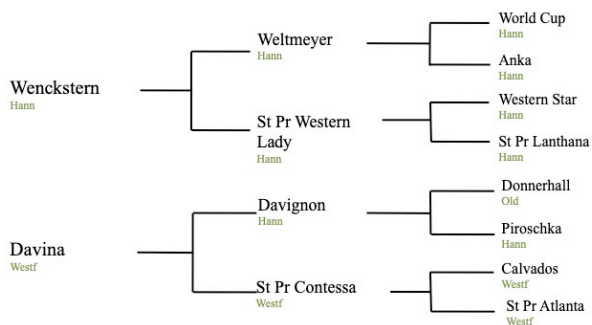 Wenckstern
Hann
Weltmeyer
Hann
World Cup
Hann
Anka
Hann
St Pr Western
Lady
Hann
Western Star
Hann
St Pr Lanthana
Hann
Davina
Westf
Davignon
Hann
Donnerhall
Old
Piroschka
Hann
St Pr Contessa
Westf
Calvados
Westf
St Pr Atlanta
Westf